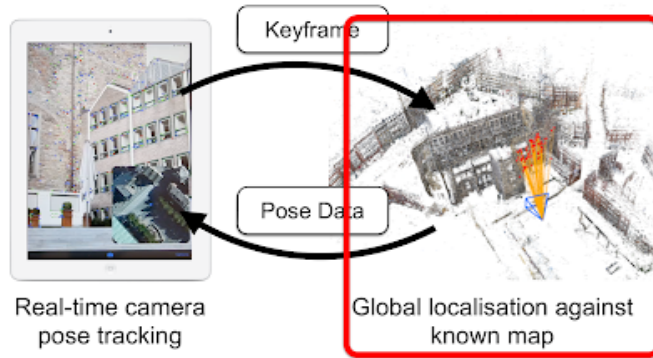 Keyframe
Pose Data
Real-time camera
pose tracking
Global localisation against
known map